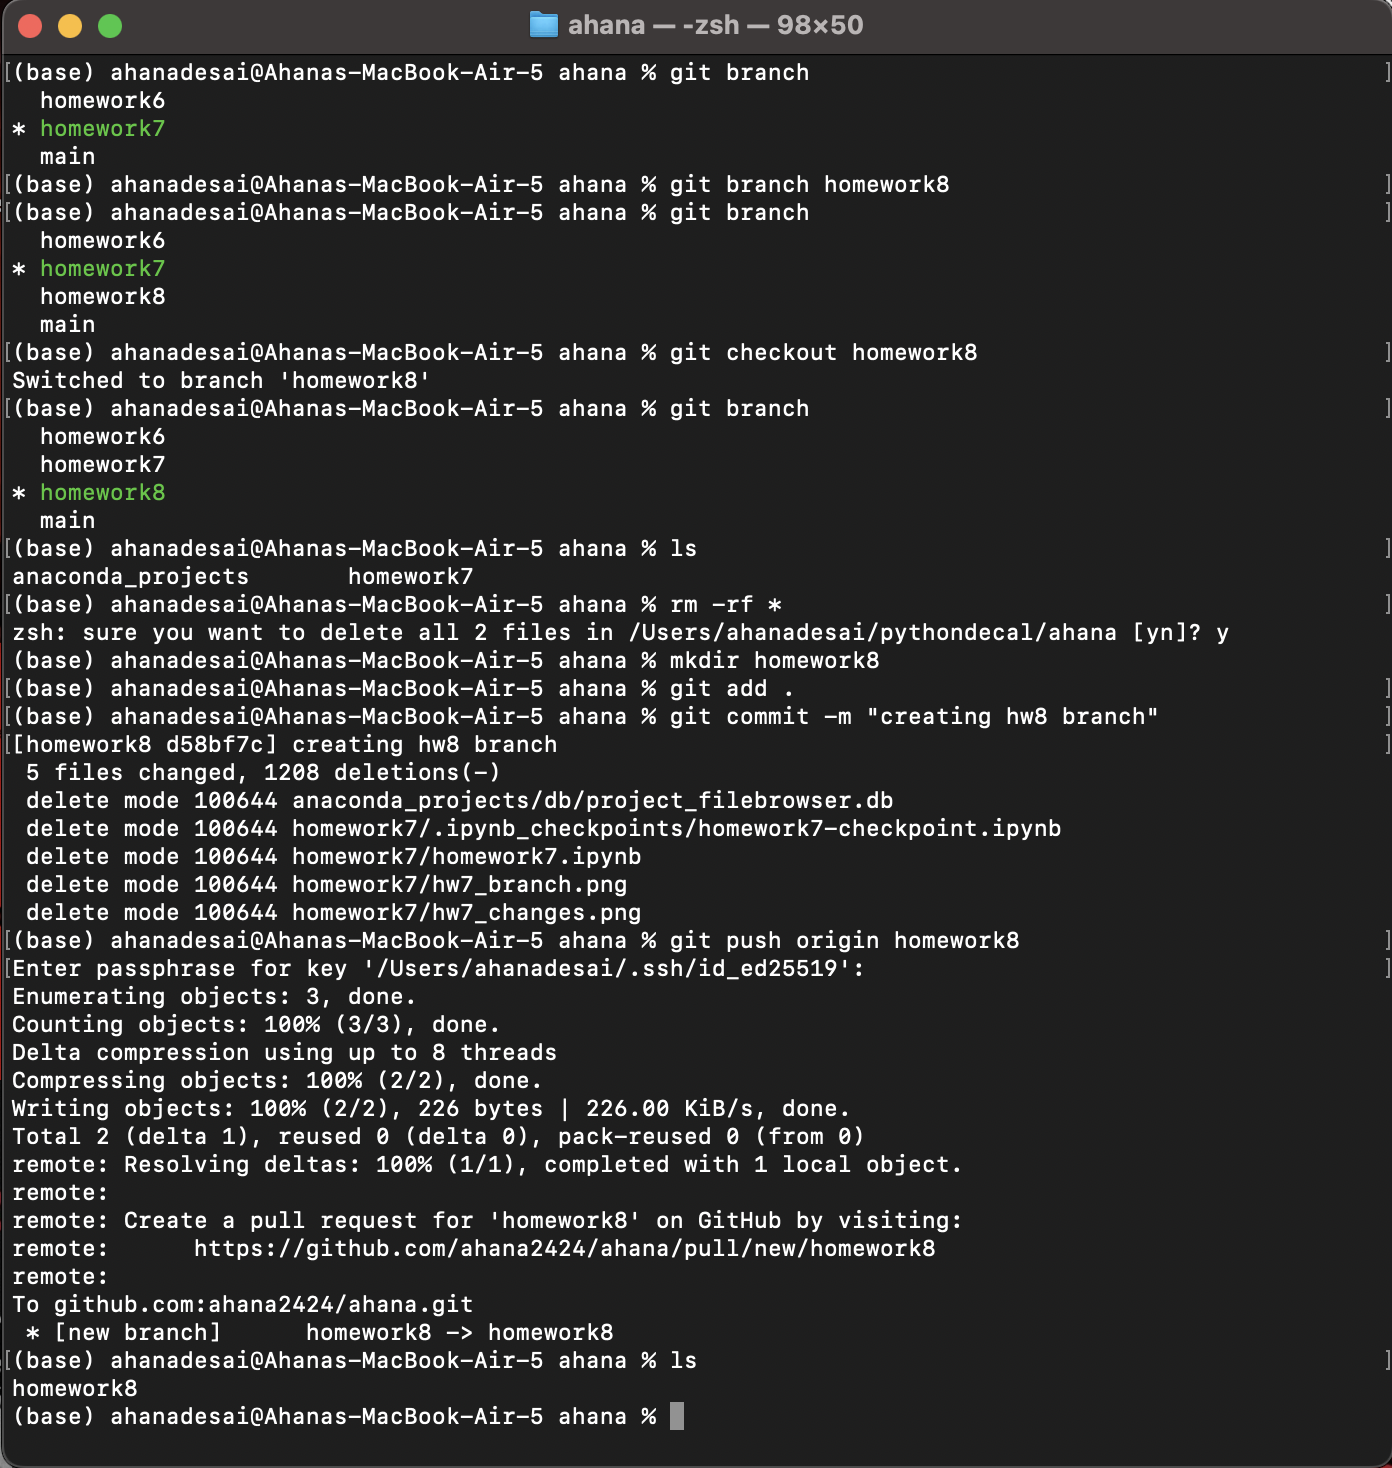 ahana — -zsh — 98×50
[(base) ahanadesai@Ahanas-MacBook-Air-5 ahana % git branch ]
  homework6
* homework7
  main
[(base) ahanadesai@Ahanas-MacBook-Air-5 ahana % git branch homework8 ]
[(base) ahanadesai@Ahanas-MacBook-Air-5 ahana % git branch ]
  homework6
* homework7
  homework8
  main
[(base) ahanadesai@Ahanas-MacBook-Air-5 ahana % git checkout homework8 ]
Switched to branch 'homework8'
[(base) ahanadesai@Ahanas-MacBook-Air-5 ahana % git branch ]
  homework6
  homework7
* homework8
  main
[(base) ahanadesai@Ahanas-MacBook-Air-5 ahana % ls ]
anaconda_projects       homework7
[(base) ahanadesai@Ahanas-MacBook-Air-5 ahana % rm -rf * ]
zsh: sure you want to delete all 2 files in /Users/ahanadesai/pythondecal/ahana [yn]? y
(base) ahanadesai@Ahanas-MacBook-Air-5 ahana % mkdir homework8
[(base) ahanadesai@Ahanas-MacBook-Air-5 ahana % git add . ]
[(base) ahanadesai@Ahanas-MacBook-Air-5 ahana % git commit -m "creating hw8 branch" ]
[[homework8 d58bf7c] creating hw8 branch ]
 5 files changed, 1208 deletions(-)
 delete mode 100644 anaconda_projects/db/project_filebrowser.db
 delete mode 100644 homework7/.ipynb_checkpoints/homework7-checkpoint.ipynb
 delete mode 100644 homework7/homework7.ipynb
 delete mode 100644 homework7/hw7_branch.png
 delete mode 100644 homework7/hw7_changes.png
[(base) ahanadesai@Ahanas-MacBook-Air-5 ahana % git push origin homework8 ]
[Enter passphrase for key '/Users/ahanadesai/.ssh/id_ed25519': ]
Enumerating objects: 3, done.
Counting objects: 100% (3/3), done.
Delta compression using up to 8 threads
Compressing objects: 100% (2/2), done.
Writing objects: 100% (2/2), 226 bytes | 226.00 KiB/s, done.
Total 2 (delta 1), reused 0 (delta 0), pack-reused 0 (from 0)
remote: Resolving deltas: 100% (1/1), completed with 1 local object.
remote:
remote: Create a pull request for 'homework8' on GitHub by visiting:
remote:      https://github.com/ahana2424/ahana/pull/new/homework8
remote:
To github.com:ahana2424/ahana.git
 * [new branch]      homework8 -> homework8
[(base) ahanadesai@Ahanas-MacBook-Air-5 ahana % ls ]
homework8
(base) ahanadesai@Ahanas-MacBook-Air-5 ahana %